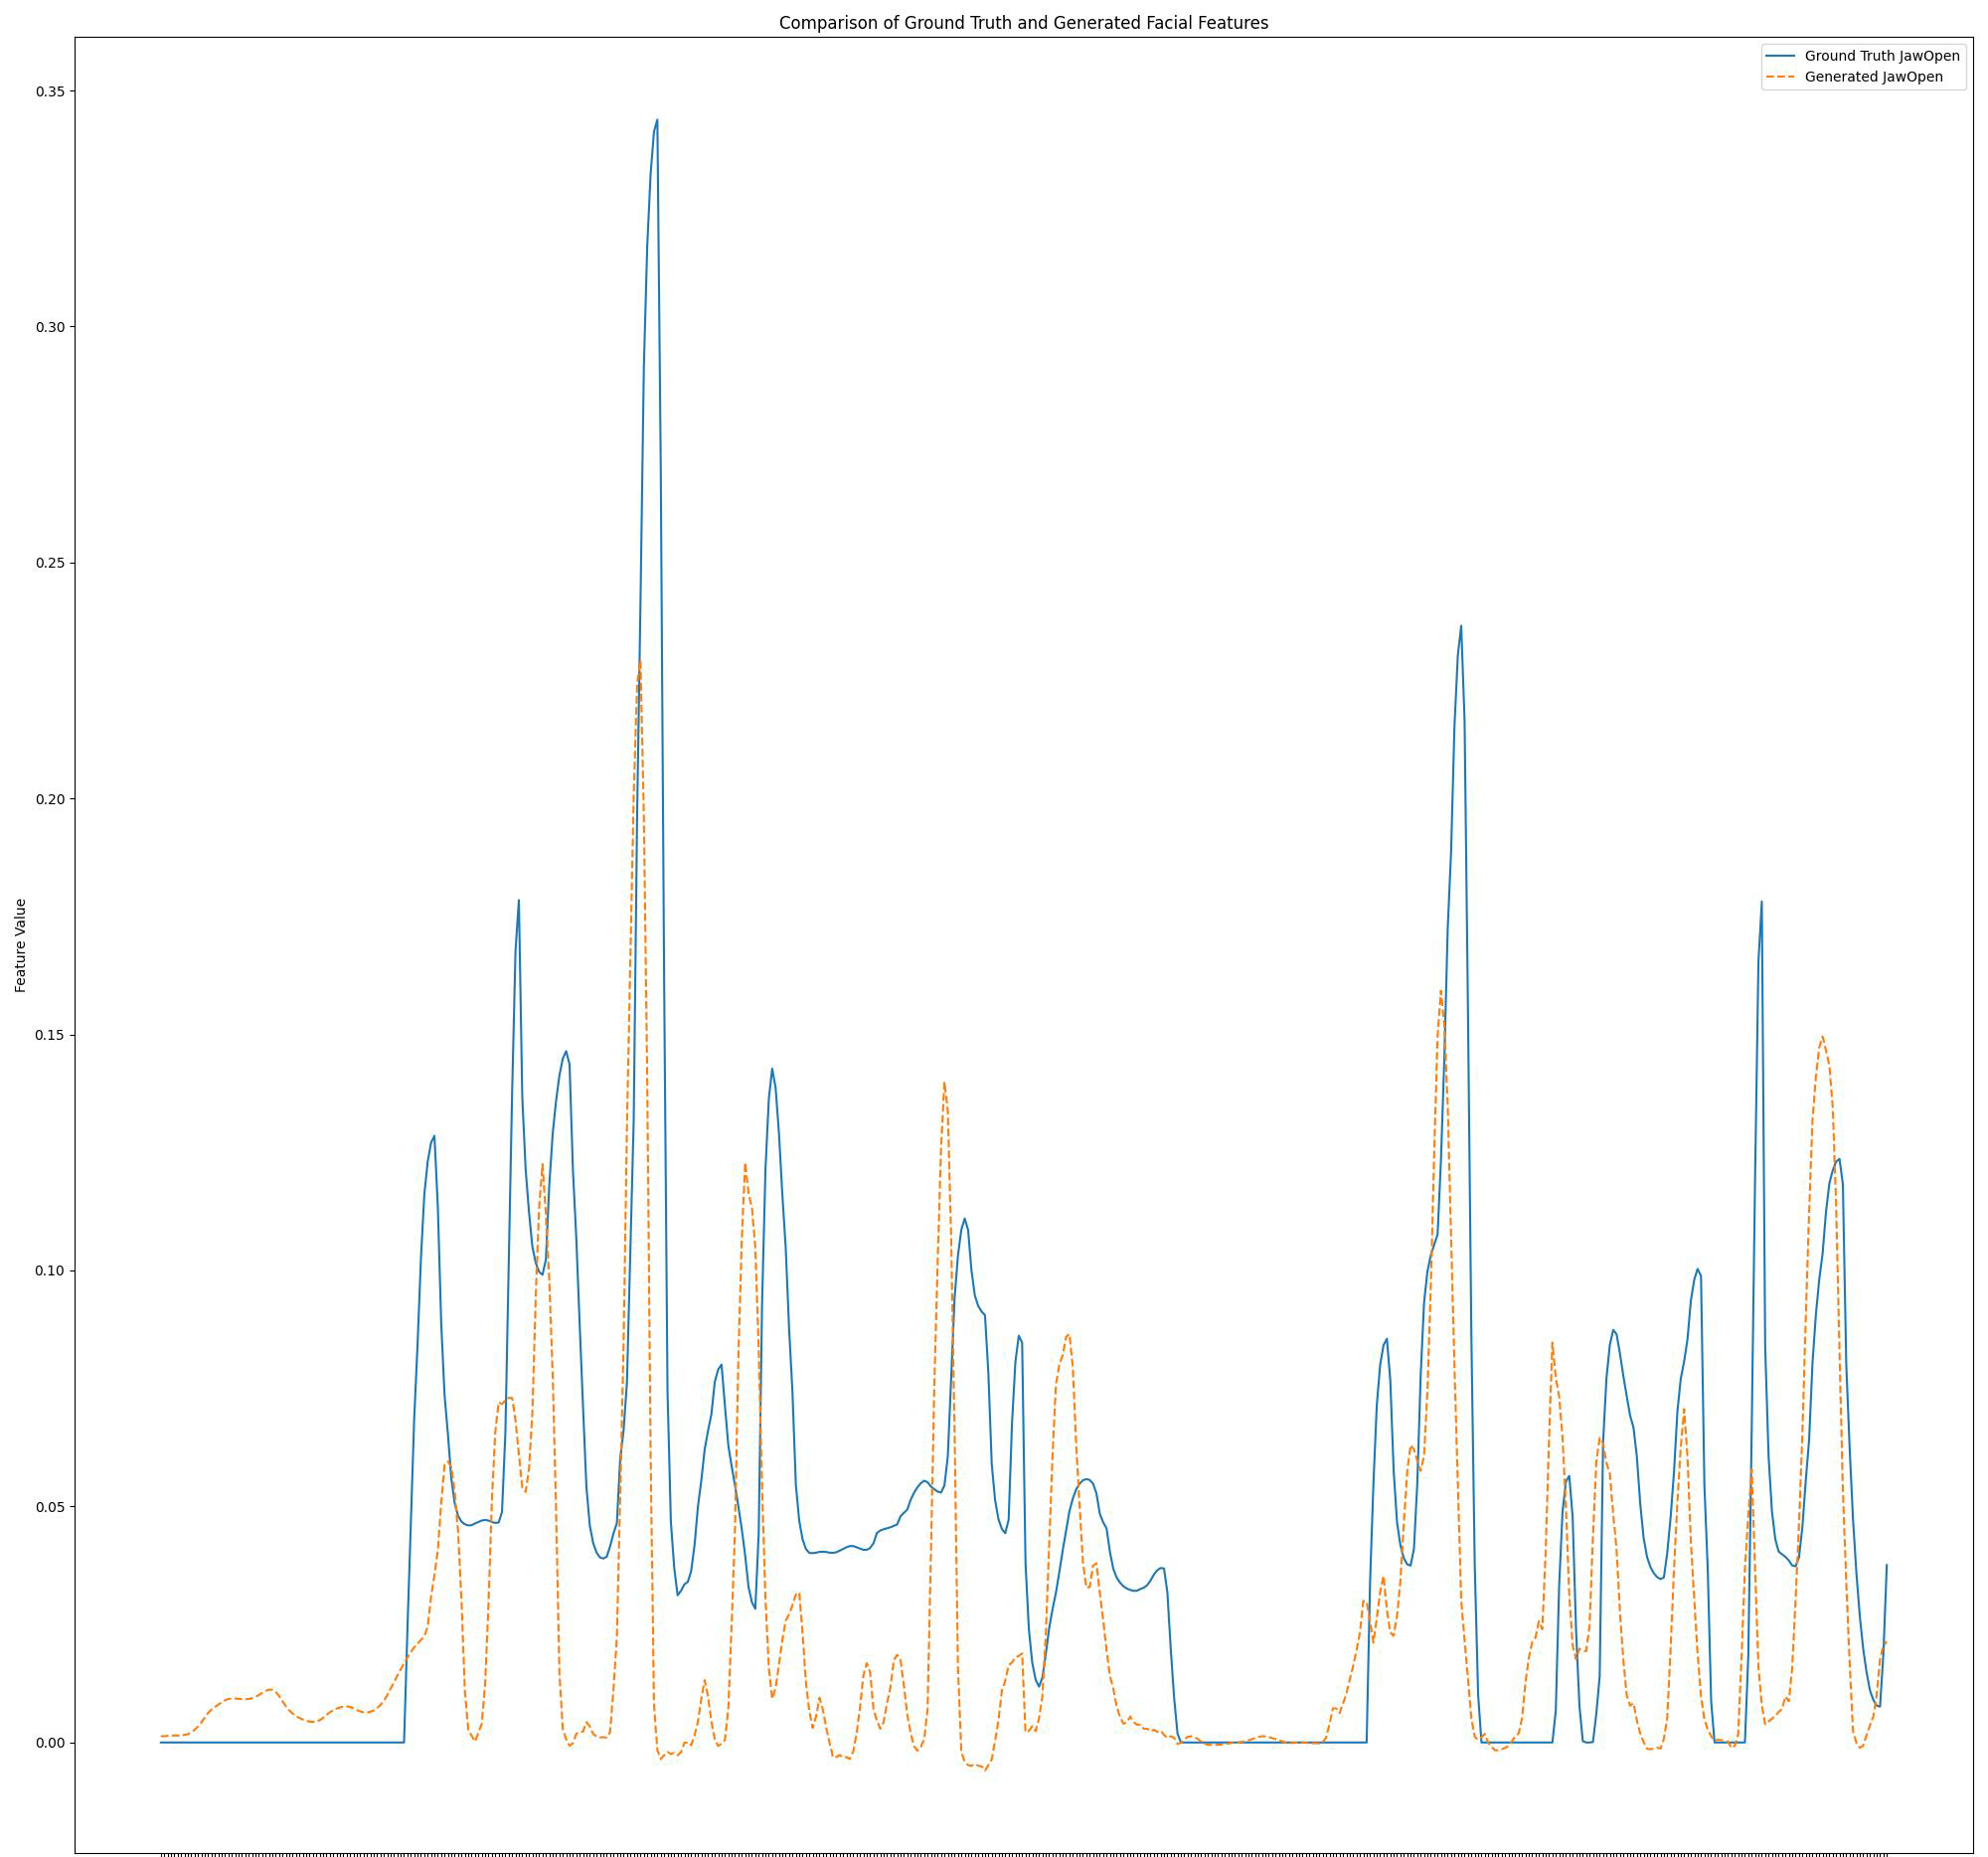 Comparison of Ground Truth and Generated Facial Features
Ground Truth JawOpen
Generated JawOpen
0.35
0.30
0.25
0.20
0.15
0.10
0.05
0.00
Feature Value